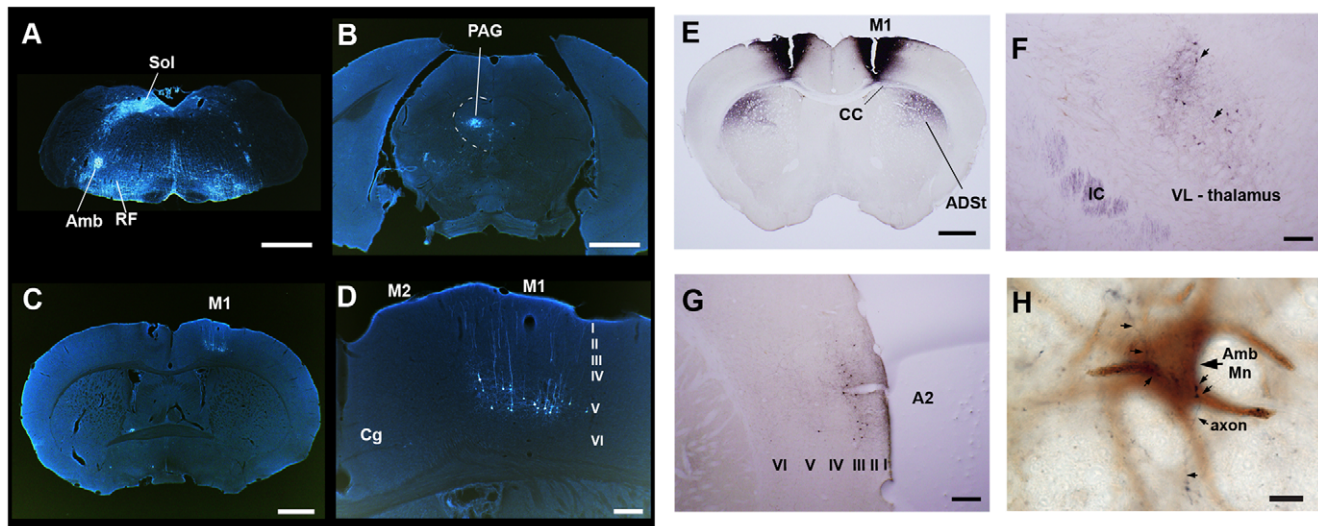 A
Sol
Amb
RF
B
PAG
C
M1
D
M2
M1
I
II
III
IV
V
VI
Cg
E
M1
CC
ADSt
F
IC
VL - thalamus
G
A2
VI V IV III II I
H
Amb
Mn
axon